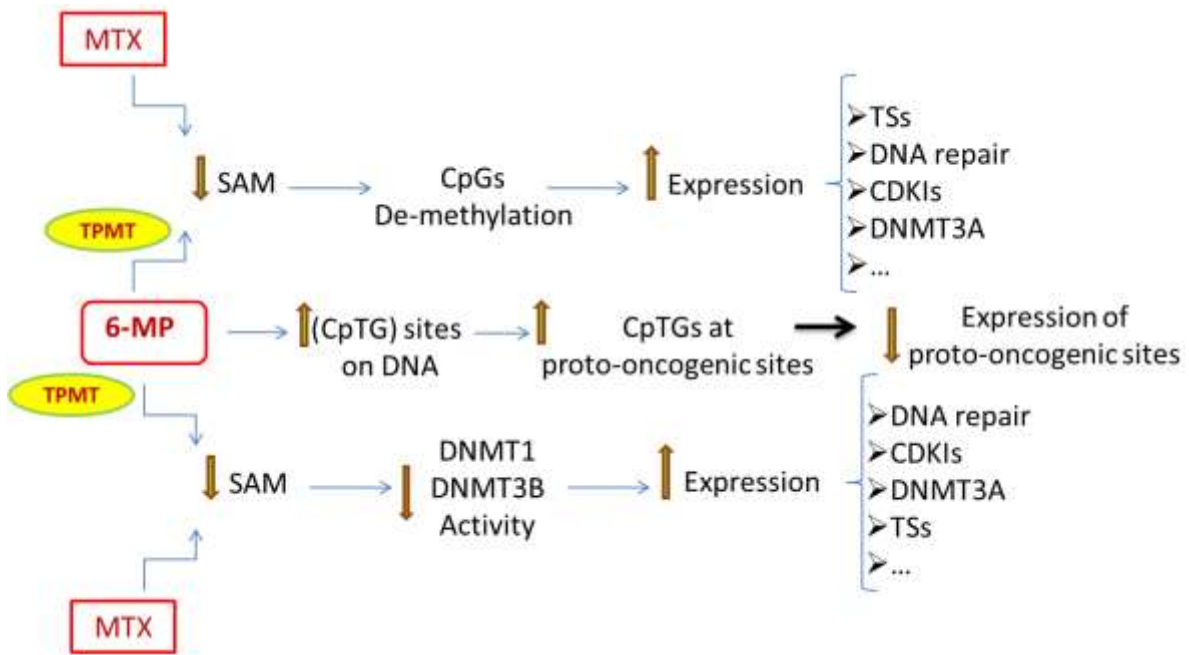 MTX
SAM
CpGs
De-methylation
Expression
TSs
DNA repair
CDKIs
DNMT3A
...
TPMT
6-MP
(CpTG) sites
on DNA
CpTGs at
proto-oncogenic sites
Expression of
proto-oncogenic sites
TPMT
SAM
DNMT1
DNMT3B
Activity
Expression
DNA repair
CDKIs
DNMT3A
TSs
...
MTX